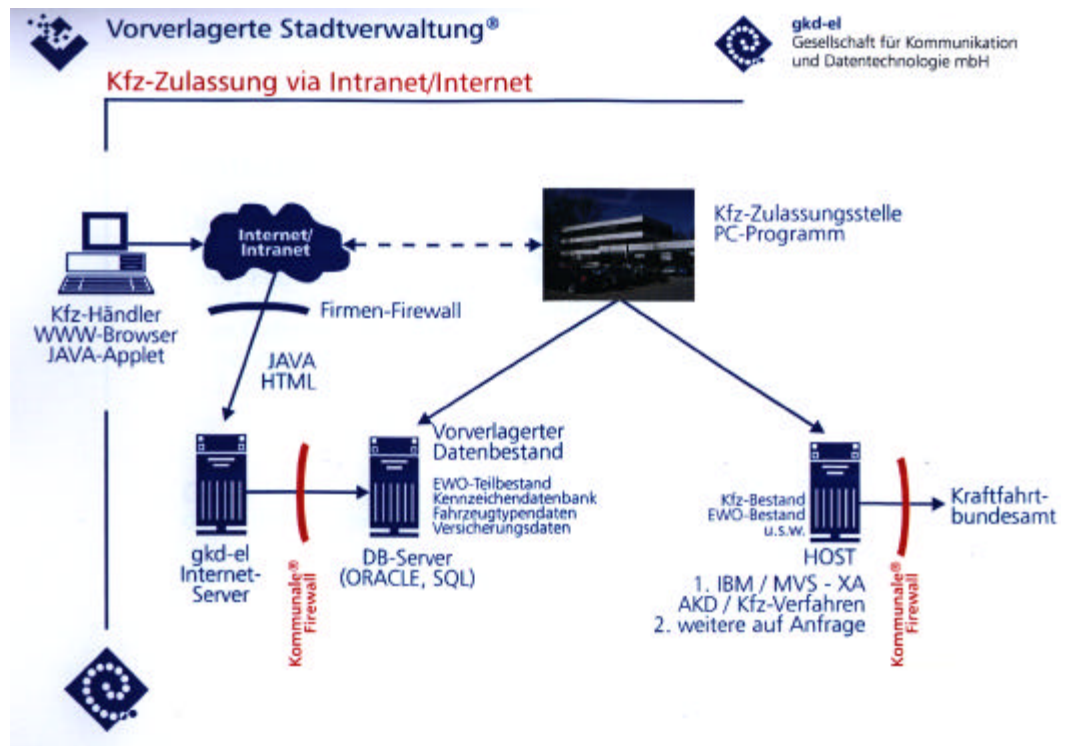 Vorverlagerte Stadtverwaltung®
gkd-el
Gesellschaft für Kommunikation
und Datentechnologie mbH
Kfz-Zulassung via Intranet/Internet
Internet/
Intranet
Kfz-Zulassungsstelle
PC-Programm
Kfz-Händler
WWW-Browser
JAVA-Applet
Firmen-Firewall
JAVA
HTML
Vorverlagerter
Datenbestand
EWO-Teilbestand
Kennzeichendatenbank
Fahrzeugtypendaten
Versicherungsdaten
gkd-el
Internet-
Server
Kommunale®
Firewall
DB-Server
(ORACLE, SQL)
Kfz-Bestand
EWO-Bestand
u.s.w.
HOST
1. IBM / MVS - XA
AKD / Kfz-Verfahren
2. weitere auf Anfrage
Kommunale®
Firewall
Kraftfahrt-
bundesamt